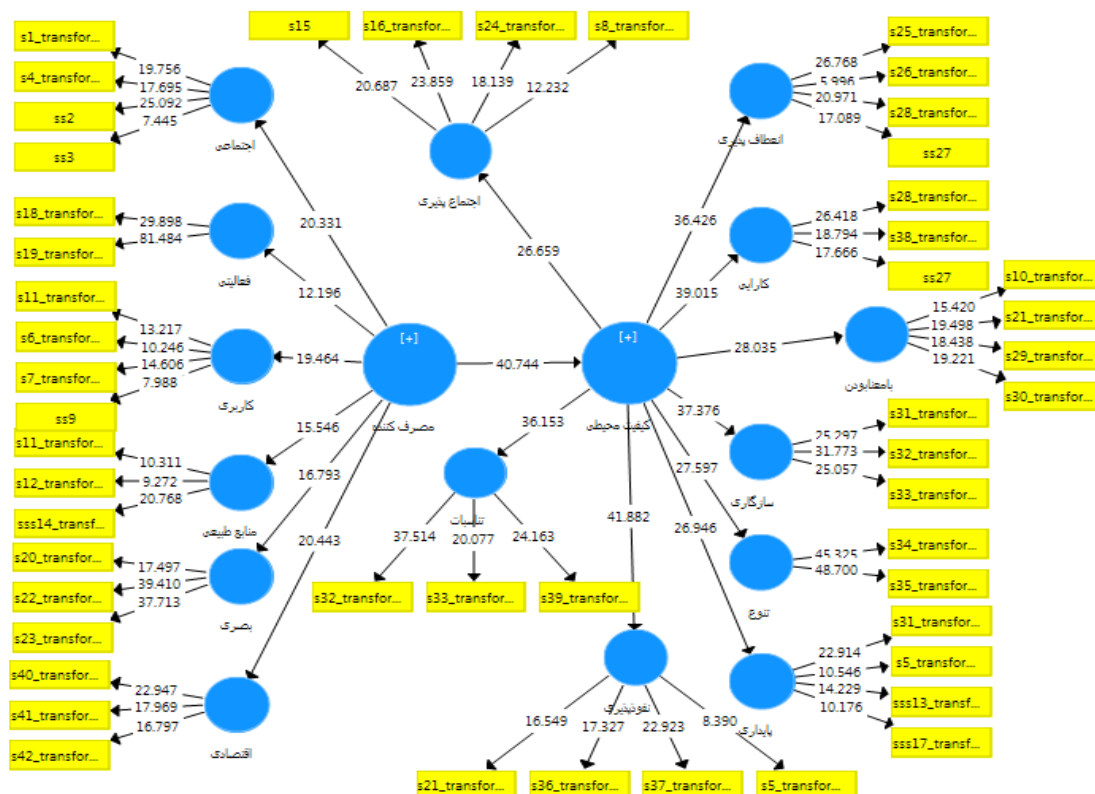 s15
s16_transfor...
s24_transfor...
s8_transfor...
20.687
23.859
18.139
12.232
اجتماع پذیری
s1_transfor...
s4_transfor...
ss2
ss3
19.756
17.695
25.092
7.445
اجتماعی
s18_transfor...
s19_transfor...
29.898
81.484
فعالیتی
s11_transfor...
s6_transfor...
s7_transfor...
ss9
13.217
10.246
14.606
7.988
کاربری
s11_transfor...
s12_transfor...
sss14_transf...
10.311
9.272
20.768
منابع طبیعی
s20_transfor...
s22_transfor...
s23_transfor...
17.497
39.410
37.713
بصری
s40_transfor...
s41_transfor...
s42_transfor...
22.947
17.969
16.797
اقتصادی
20.331
12.196
19.464
15.546
16.793
20.443
[+]
مصرف کننده
40.744
[+]
کیفیت محیطی
26.659
36.426
39.015
28.035
37.376
27.597
26.946
41.882
36.153
s25_transfor...
s26_transfor...
s28_transfor...
ss27
26.768
5.996
20.971
17.089
انعطاف پذیری
s28_transfor...
s38_transfor...
ss27
26.418
18.794
17.666
کارایی
s10_transfor...
s21_transfor...
s29_transfor...
s30_transfor...
15.420
19.498
18.438
19.221
بامعنابودن
s31_transfor...
s32_transfor...
s33_transfor...
25.297
31.773
25.057
سازگاری
s34_transfor...
s35_transfor...
45.325
48.700
تنوع
s31_transfor...
s5_transfor...
sss13_transf...
sss17_transf...
22.914
10.546
14.229
10.176
پایداری
تناسبات
37.514
20.077
24.163
s32_transfor...
s33_transfor...
s39_transfor...
نفوذپذیری
16.549
17.327
22.923
8.390
s21_transfor...
s36_transfor...
s37_transfor...
s5_transfor...